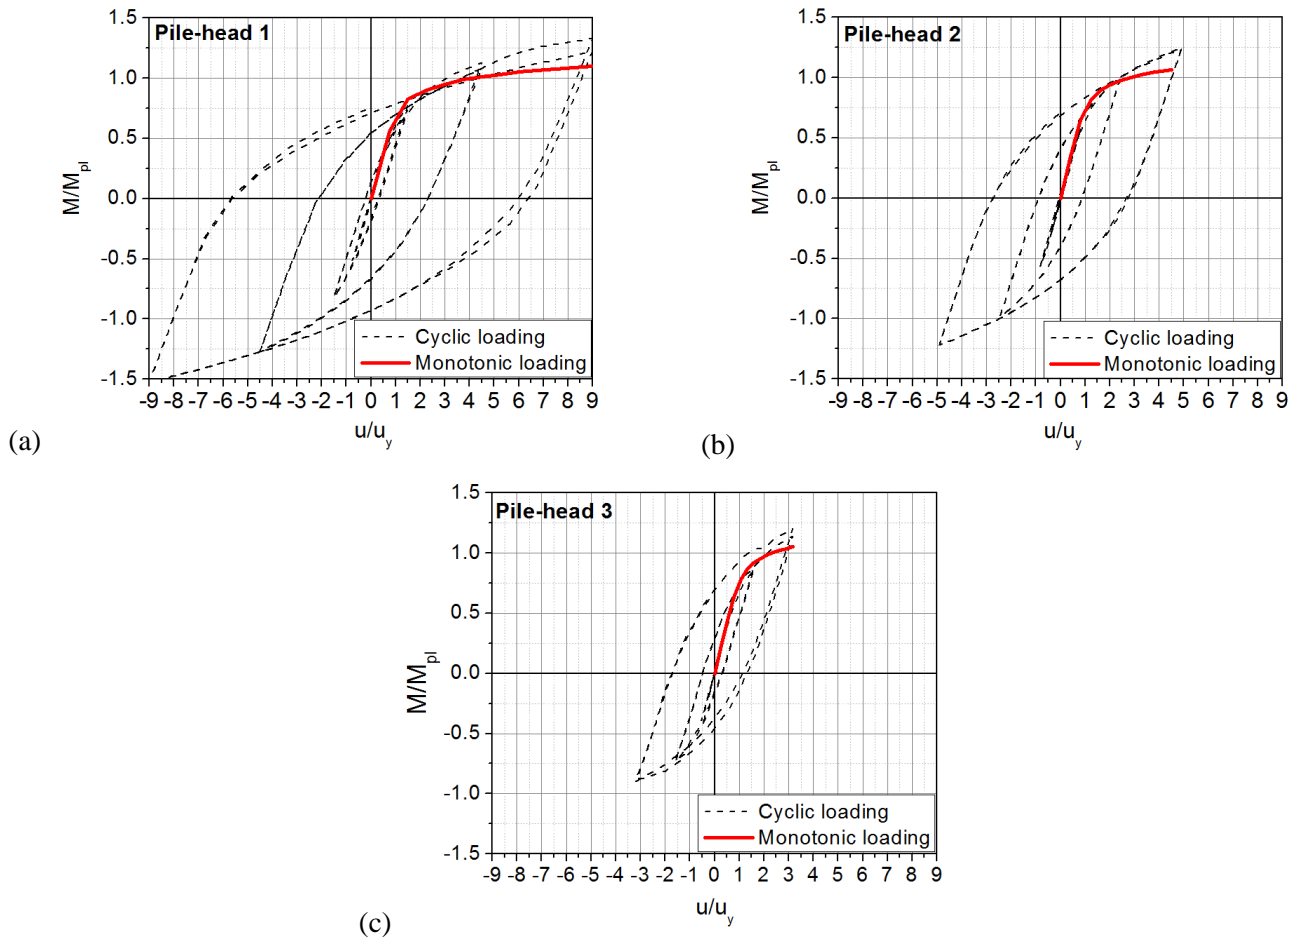 Pile-head 1
1.5
1.0
0.5
0.0
-0.5
-1.0
-1.5
M/Mpl
Cyclic loading
Monotonic loading
-9 -8 -7 -6 -5 -4 -3 -2 -1 0 1 2 3 4 5 6 7 8 9
u/uy
(a)
Pile-head 2
1.5
1.0
0.5
0.0
-0.5
-1.0
-1.5
M/Mpl
Cyclic loading
Monotonic loading
-9 -8 -7 -6 -5 -4 -3 -2 -1 0 1 2 3 4 5 6 7 8 9
u/uy
(b)
Pile-head 3
1.5
1.0
0.5
0.0
-0.5
-1.0
-1.5
M/Mpl
Cyclic loading
Monotonic loading
-9 -8 -7 -6 -5 -4 -3 -2 -1 0 1 2 3 4 5 6 7 8 9
u/uy
(c)